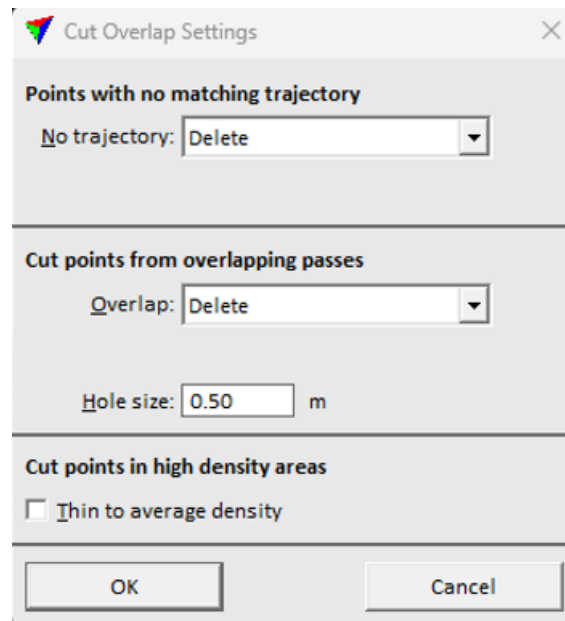 Cut Overlap Settings
Points with no matching trajectory
No trajectory: Delete
Cut points from overlapping passes
Overlap: Delete
Hole size: 0.50 m
Cut points in high density areas
Thin to average density
OK Cancel